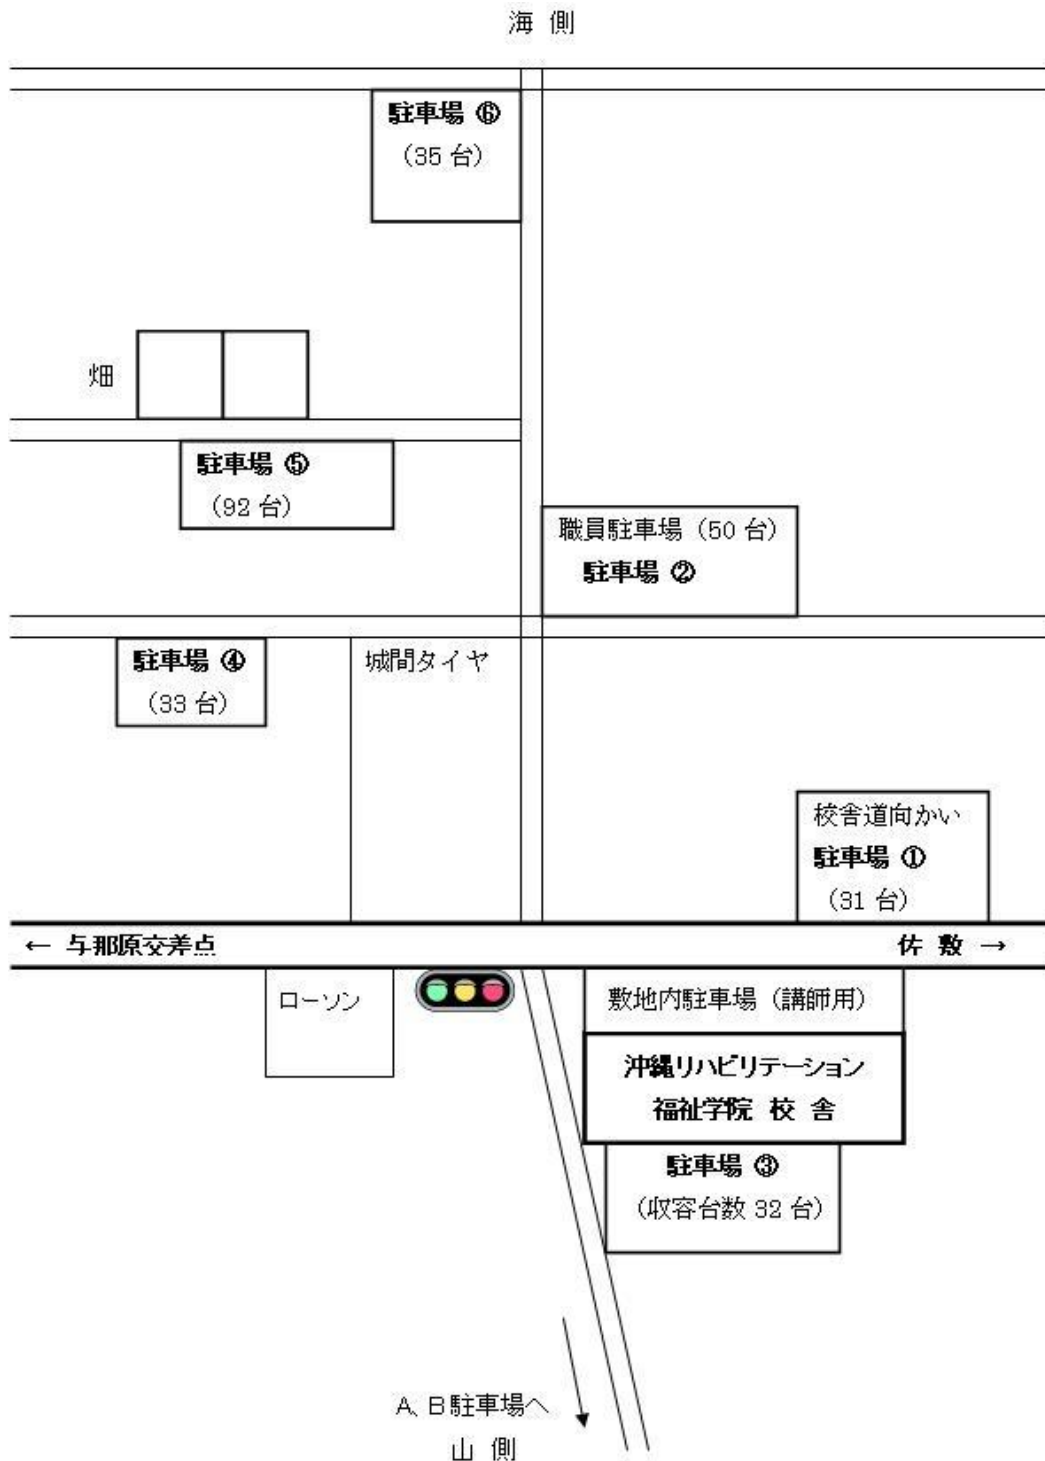 海 側
駐車場 ⑥
（35 台）
畑
駐車場 ⑤
（92 台）
職員駐車場（50 台）
駐車場 ②
駐車場 ④
（33 台）
城間タイヤ
校舎道向かい
駐車場 ①
（31 台）
← 与那原交差点
佐 敷 →
ローソン
敷地内駐車場（講師用）
沖縄リハビリテーション
福祉学院 校 舎
駐車場 ③
（収容台数 32 台）
A、B駐車場へ
山 側